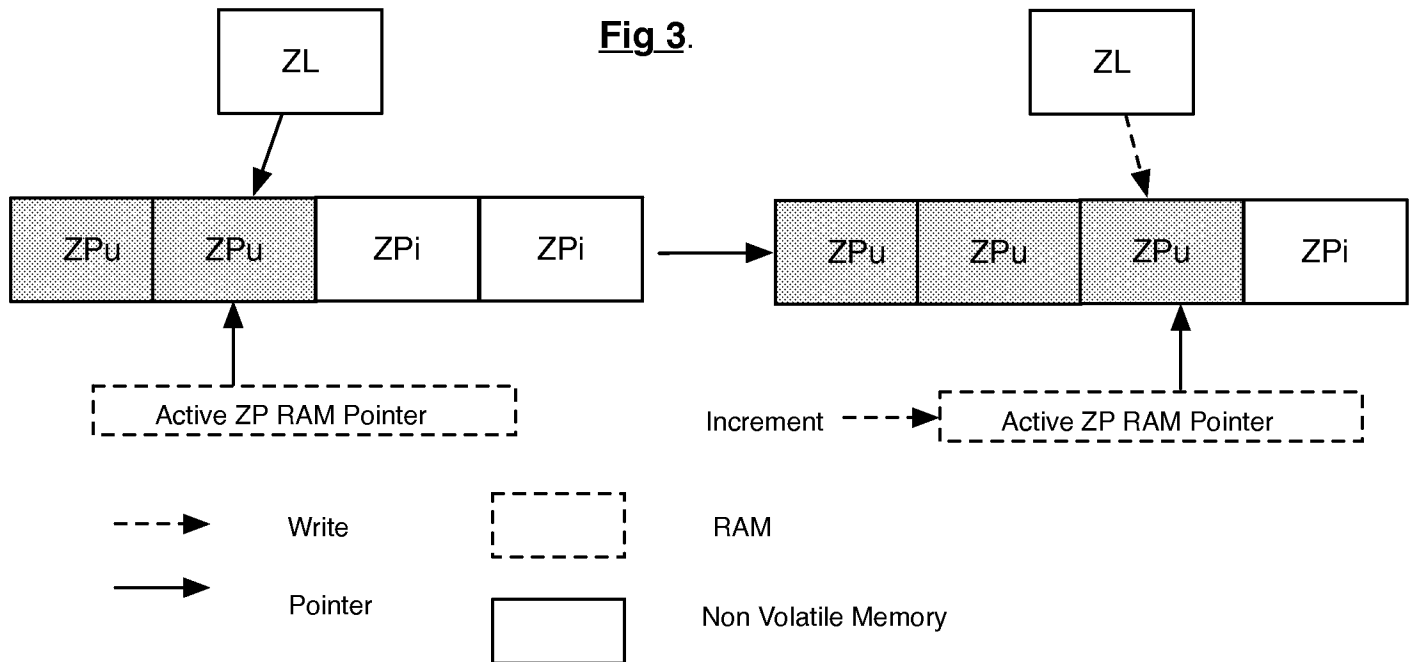 Fig 3.
ZL
ZL
ZPu ZPu ZPi ZPi
ZPu ZPu ZPu ZPi
Active ZP RAM Pointer
Increment
Active ZP RAM Pointer
Write
RAM
Pointer
Non Volatile Memory